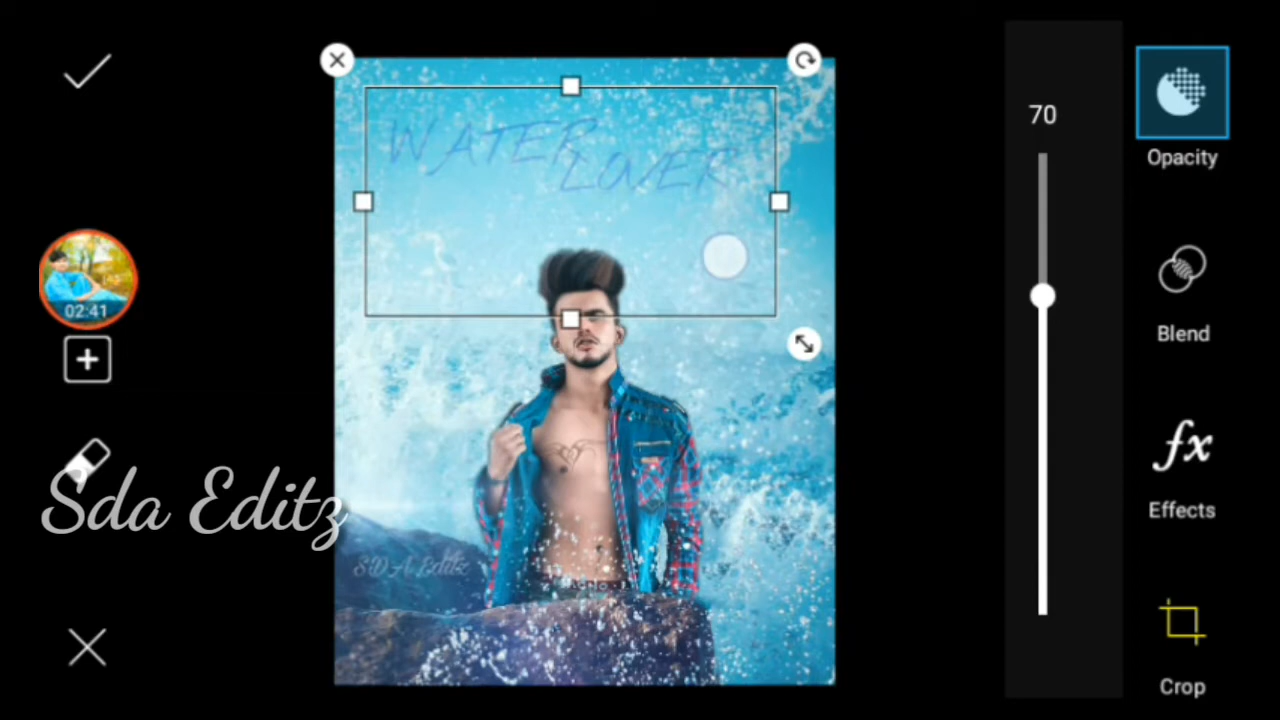 70
Opacity
WATER
LOVER
02:41
Blend
fx
Effects
Sda Editz
SDA Editz
Crop